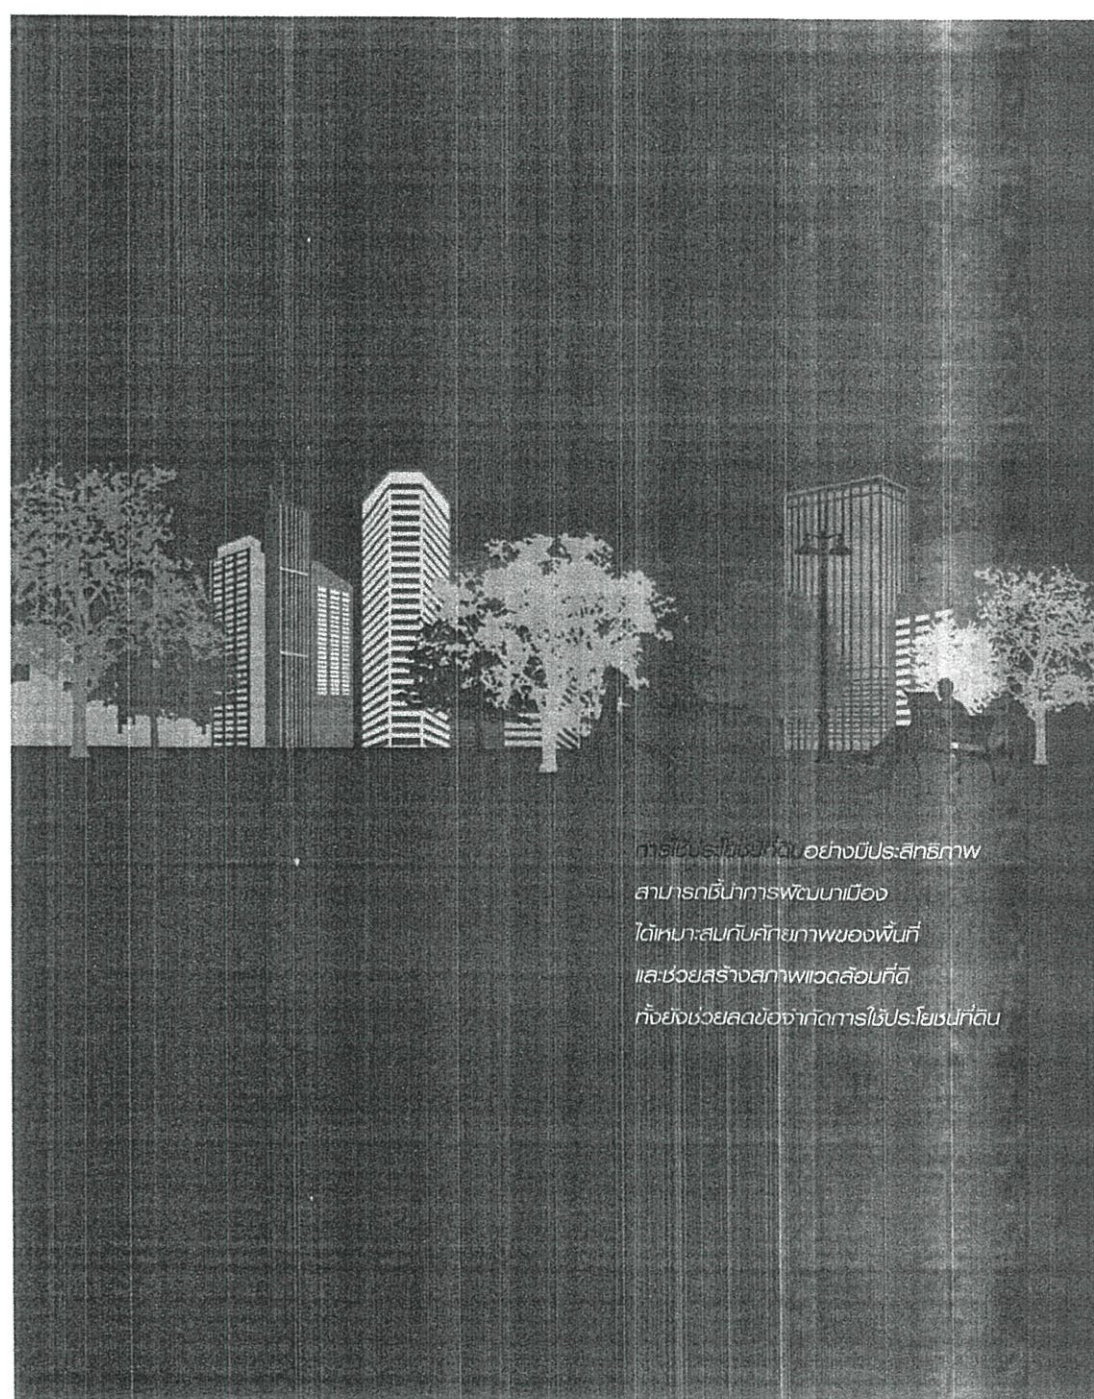 การใช้ประโยชน์ที่ดินอย่างมีประสิทธิภาพ
สามารถชี้นำการพัฒนาเมือง
ได้เหมาะสมกับศักยภาพของพื้นที่
และช่วยสร้างสภาพแวดล้อมที่ดี
ทั้งยังช่วยลดข้อจำกัดการใช้ประโยชน์ที่ดิน